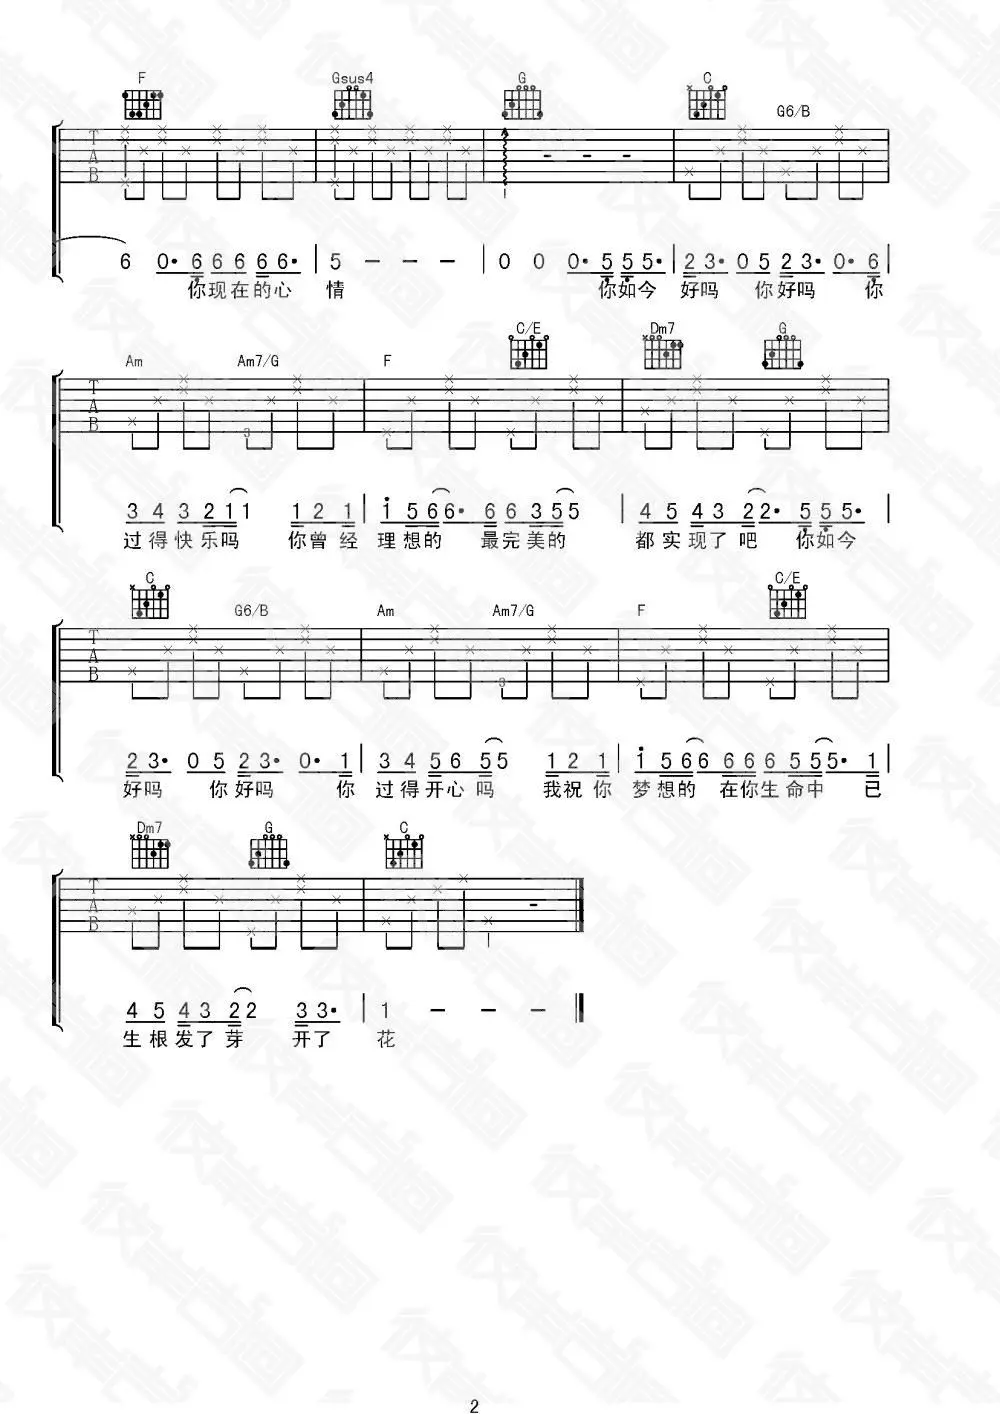 F Gsus4 G C G6/B
T
A
B
6 0· 6 6 6 6 6· | 5 - - - | 0 0 0· 5 5 5· | 2 3· 0 5 2 3· 0· 6
你现在的心 情 你如今 好吗 你好吗 你
Am Am7/G F C/E Dm7 G
T
A
B
3
3 4 3 2 1 1 1 2 1 | i 5 6 6· 6 6 3 5 5 | 4 5 4 3 2 2· 5 5 5·
过得快乐吗 你曾经 理想的 最完美的 都实现了吧 你如今
C G6/B Am Am7/G F C/E
T
A
B
3
2 3· 0 5 2 3· 0· 1 | 3 4 5 6 5 5 1 2 1 | i 5 6 6 6 6 6 5 5 5· 1
好吗 你好吗 你 过得开心吗 我祝你 梦想的 在你生命中 已
Dm7 G C
T
A
B
4 5 4 3 2 2 3 3· | 1 - - -
生根发了芽 开了 花
2